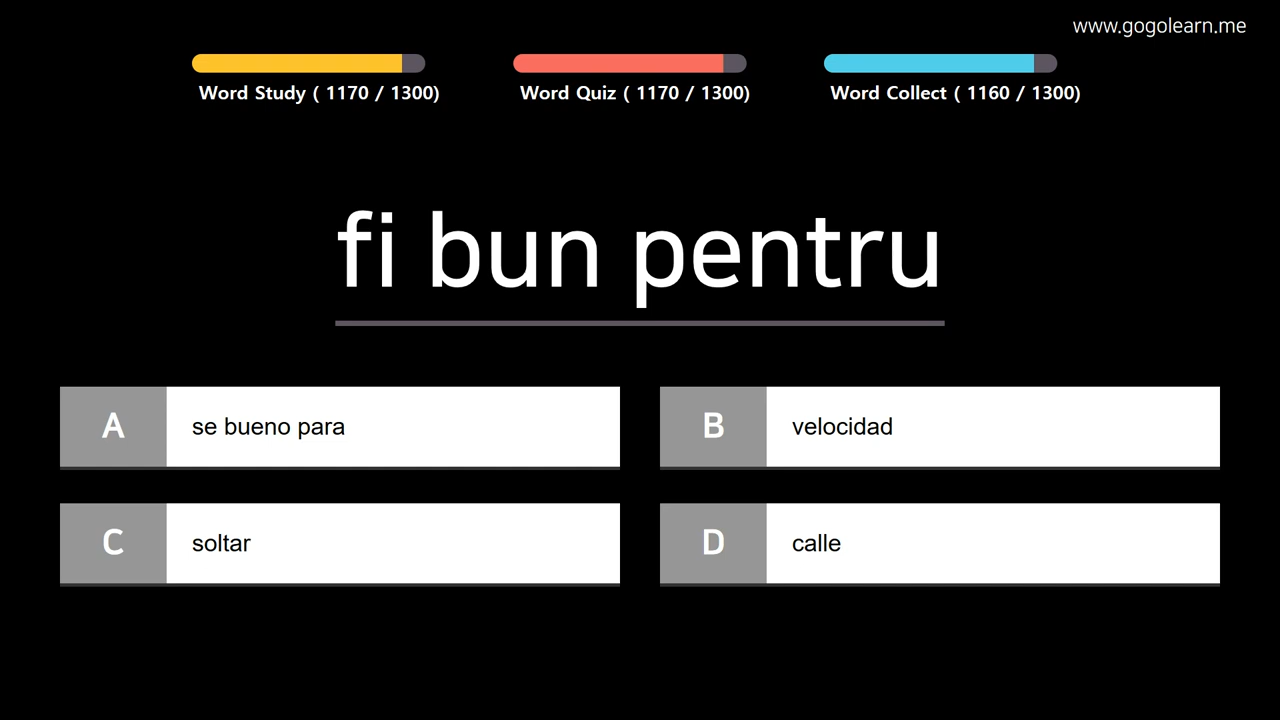 www.gogolearn.me
Word Study ( 1170 / 1300)
Word Quiz ( 1170 / 1300)
Word Collect ( 1160 / 1300)
fi bun pentru
A se bueno para
B velocidad
C soltar
D calle